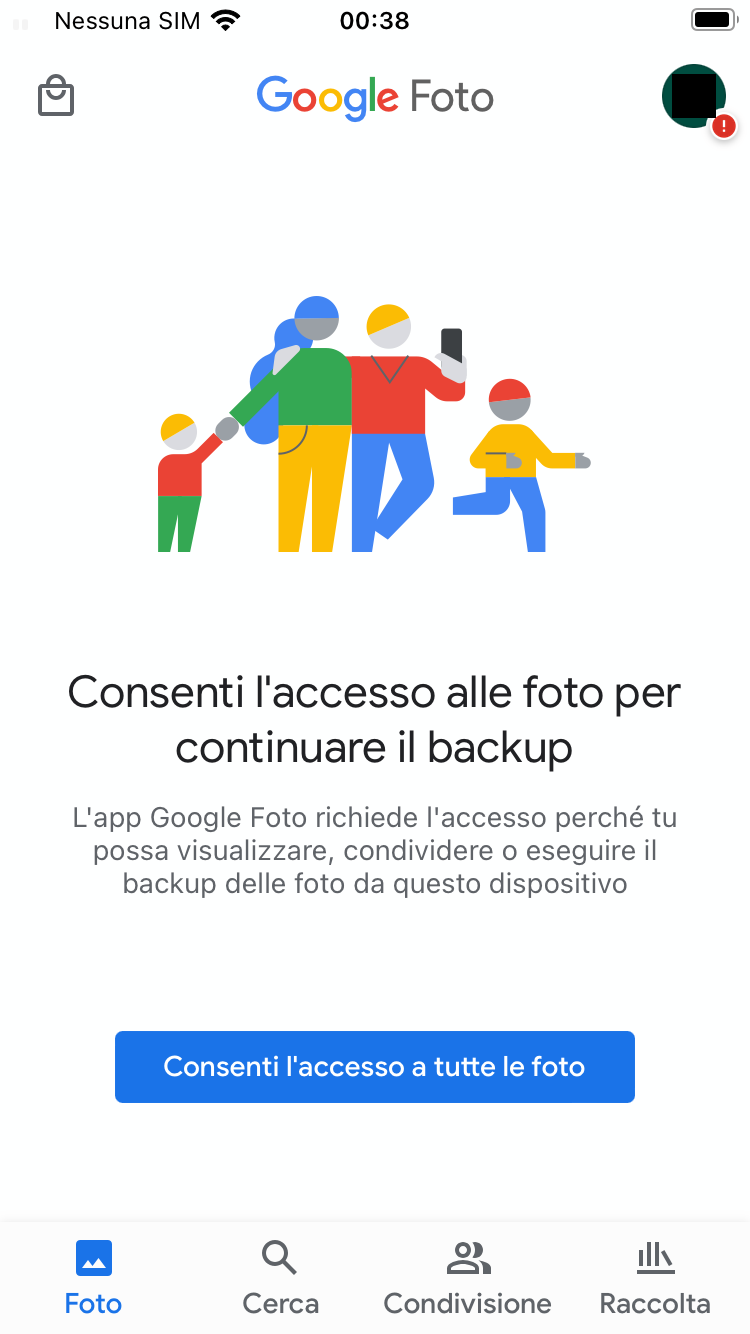 Nessuna SIM 00:38
Google Foto
Consenti l'accesso alle foto per
continuare il backup
L'app Google Foto richiede l'accesso perché tu
possa visualizzare, condividere o eseguire il
backup delle foto da questo dispositivo
Consenti l'accesso a tutte le foto
Foto Cerca Condivisione Raccolta